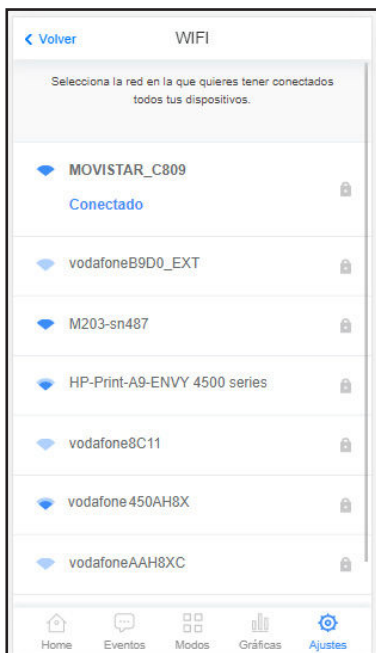 Volver
WIFI
Selecciona la red en la que quieres tener conectados
todos tus dispositivos.
MOVISTAR_C809
Conectado
vodafoneB9D0_EXT
M203-sn487
HP-Print-A9-ENVY 4500 series
vodafone8C11
vodafone450AH8X
vodafoneAAH8XC
Home Eventos Modos Gráficas Ajustes